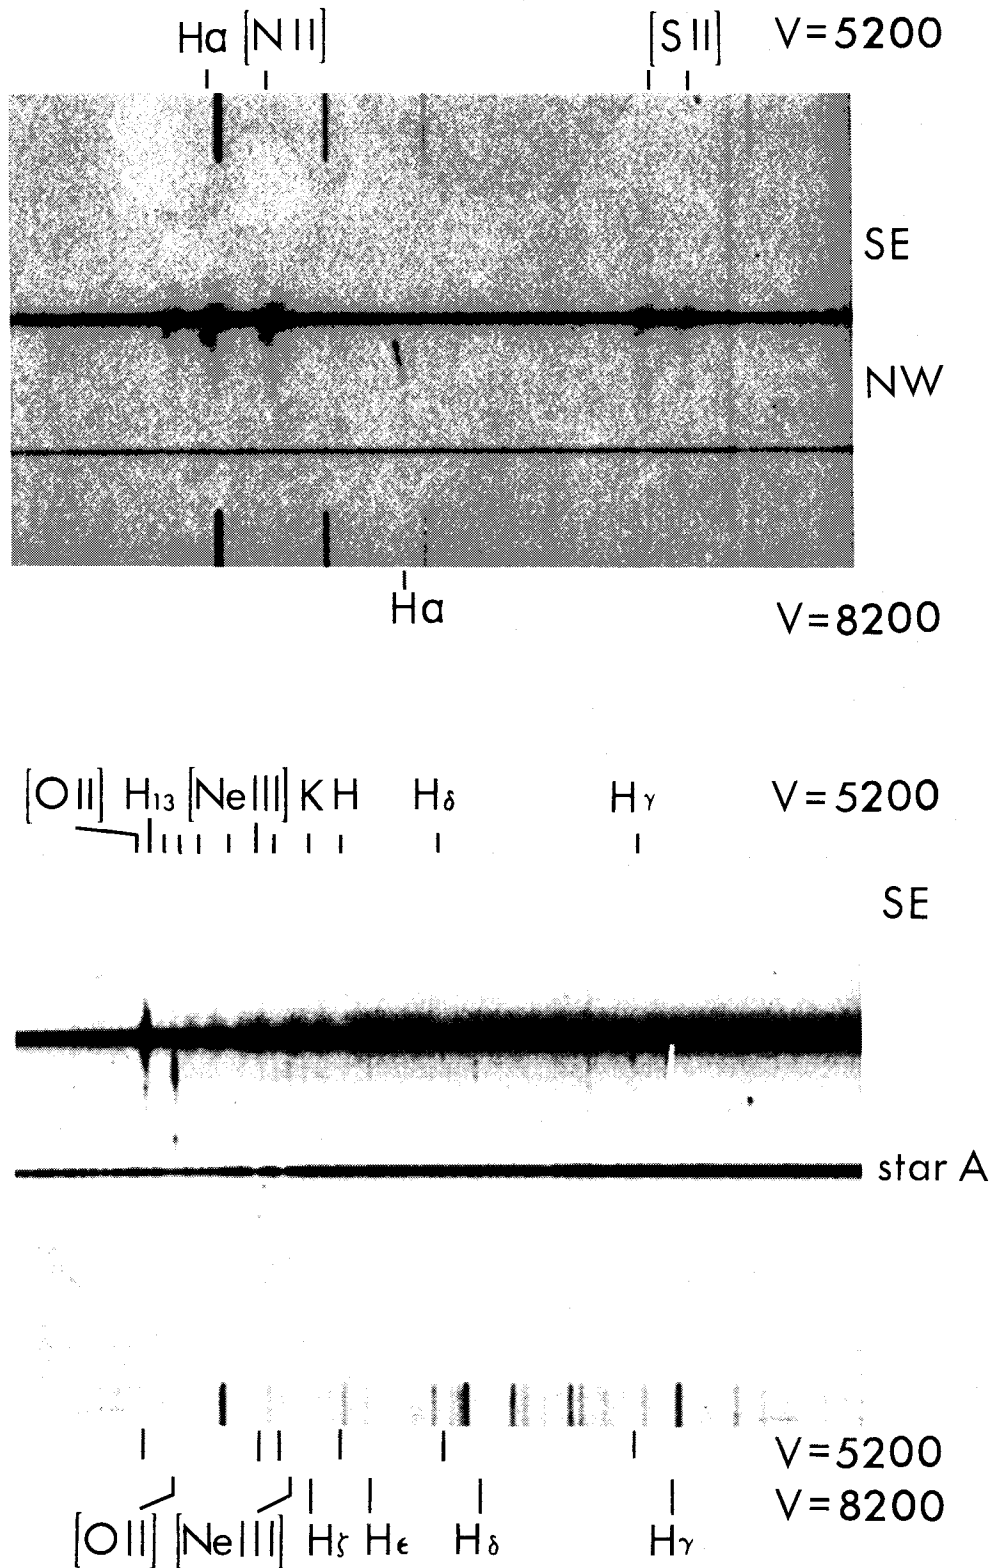 Hα [N II] [S II] V=5200
SE
NW
Hα
V=8200
[O II] H13 [Ne III] K H Hδ Hγ V=5200
SE
star A
V=5200
V=8200
[O II] [Ne III] Hζ Hε Hδ Hγ